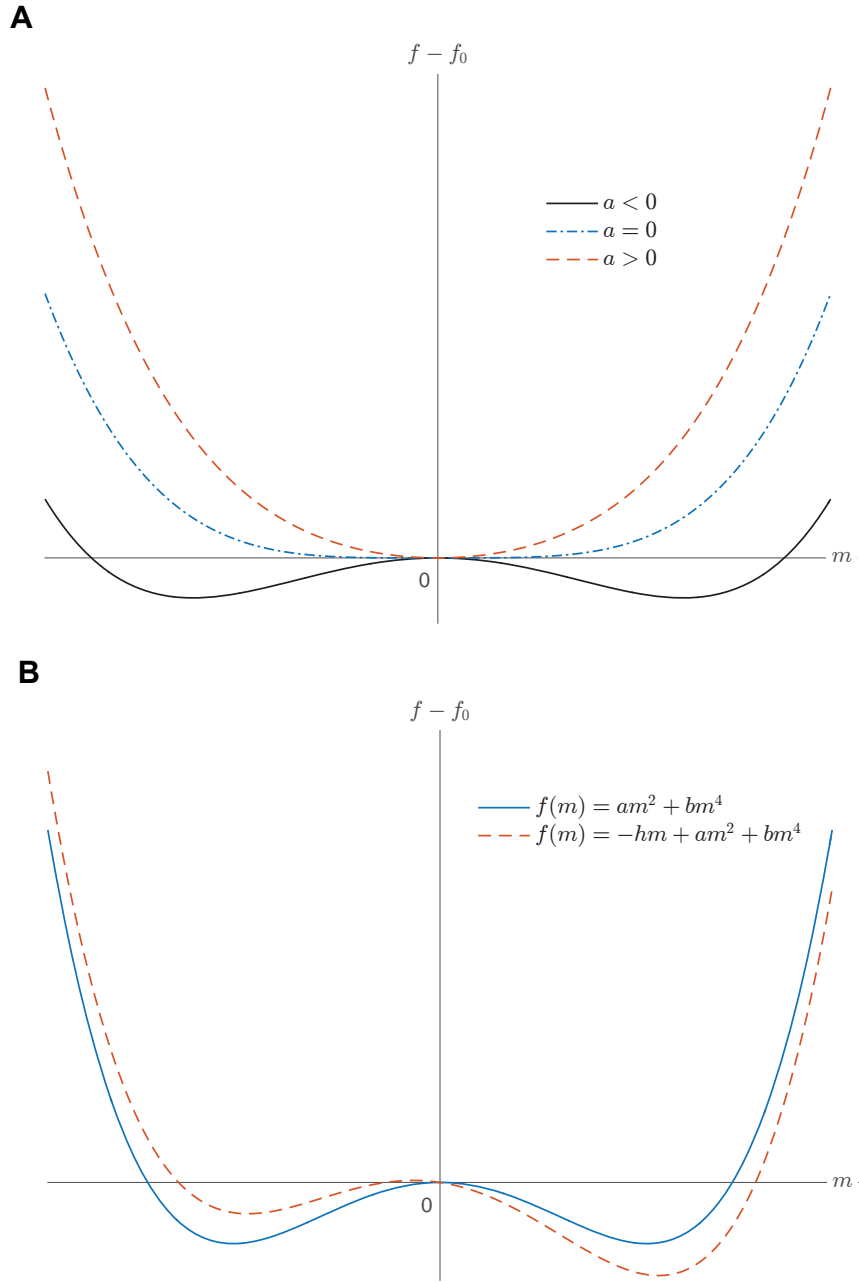 A
f − f₀
a < 0
a = 0
a > 0
m
0
B
f − f₀
f(m) = am² + bm⁴
f(m) = −hm + am² + bm⁴
m
0